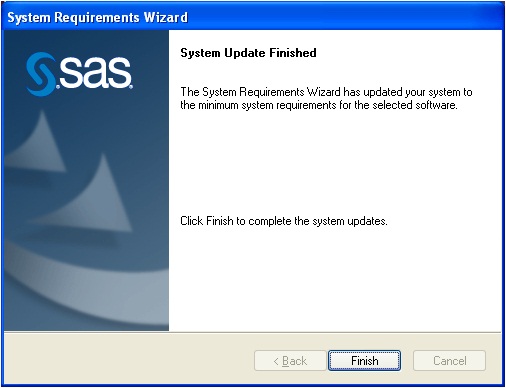 System Requirements Wizard
sas
System Update Finished
The System Requirements Wizard has updated your system to
the minimum system requirements for the selected software.
Click Finish to complete the system updates.
< Back
Finish
Cancel